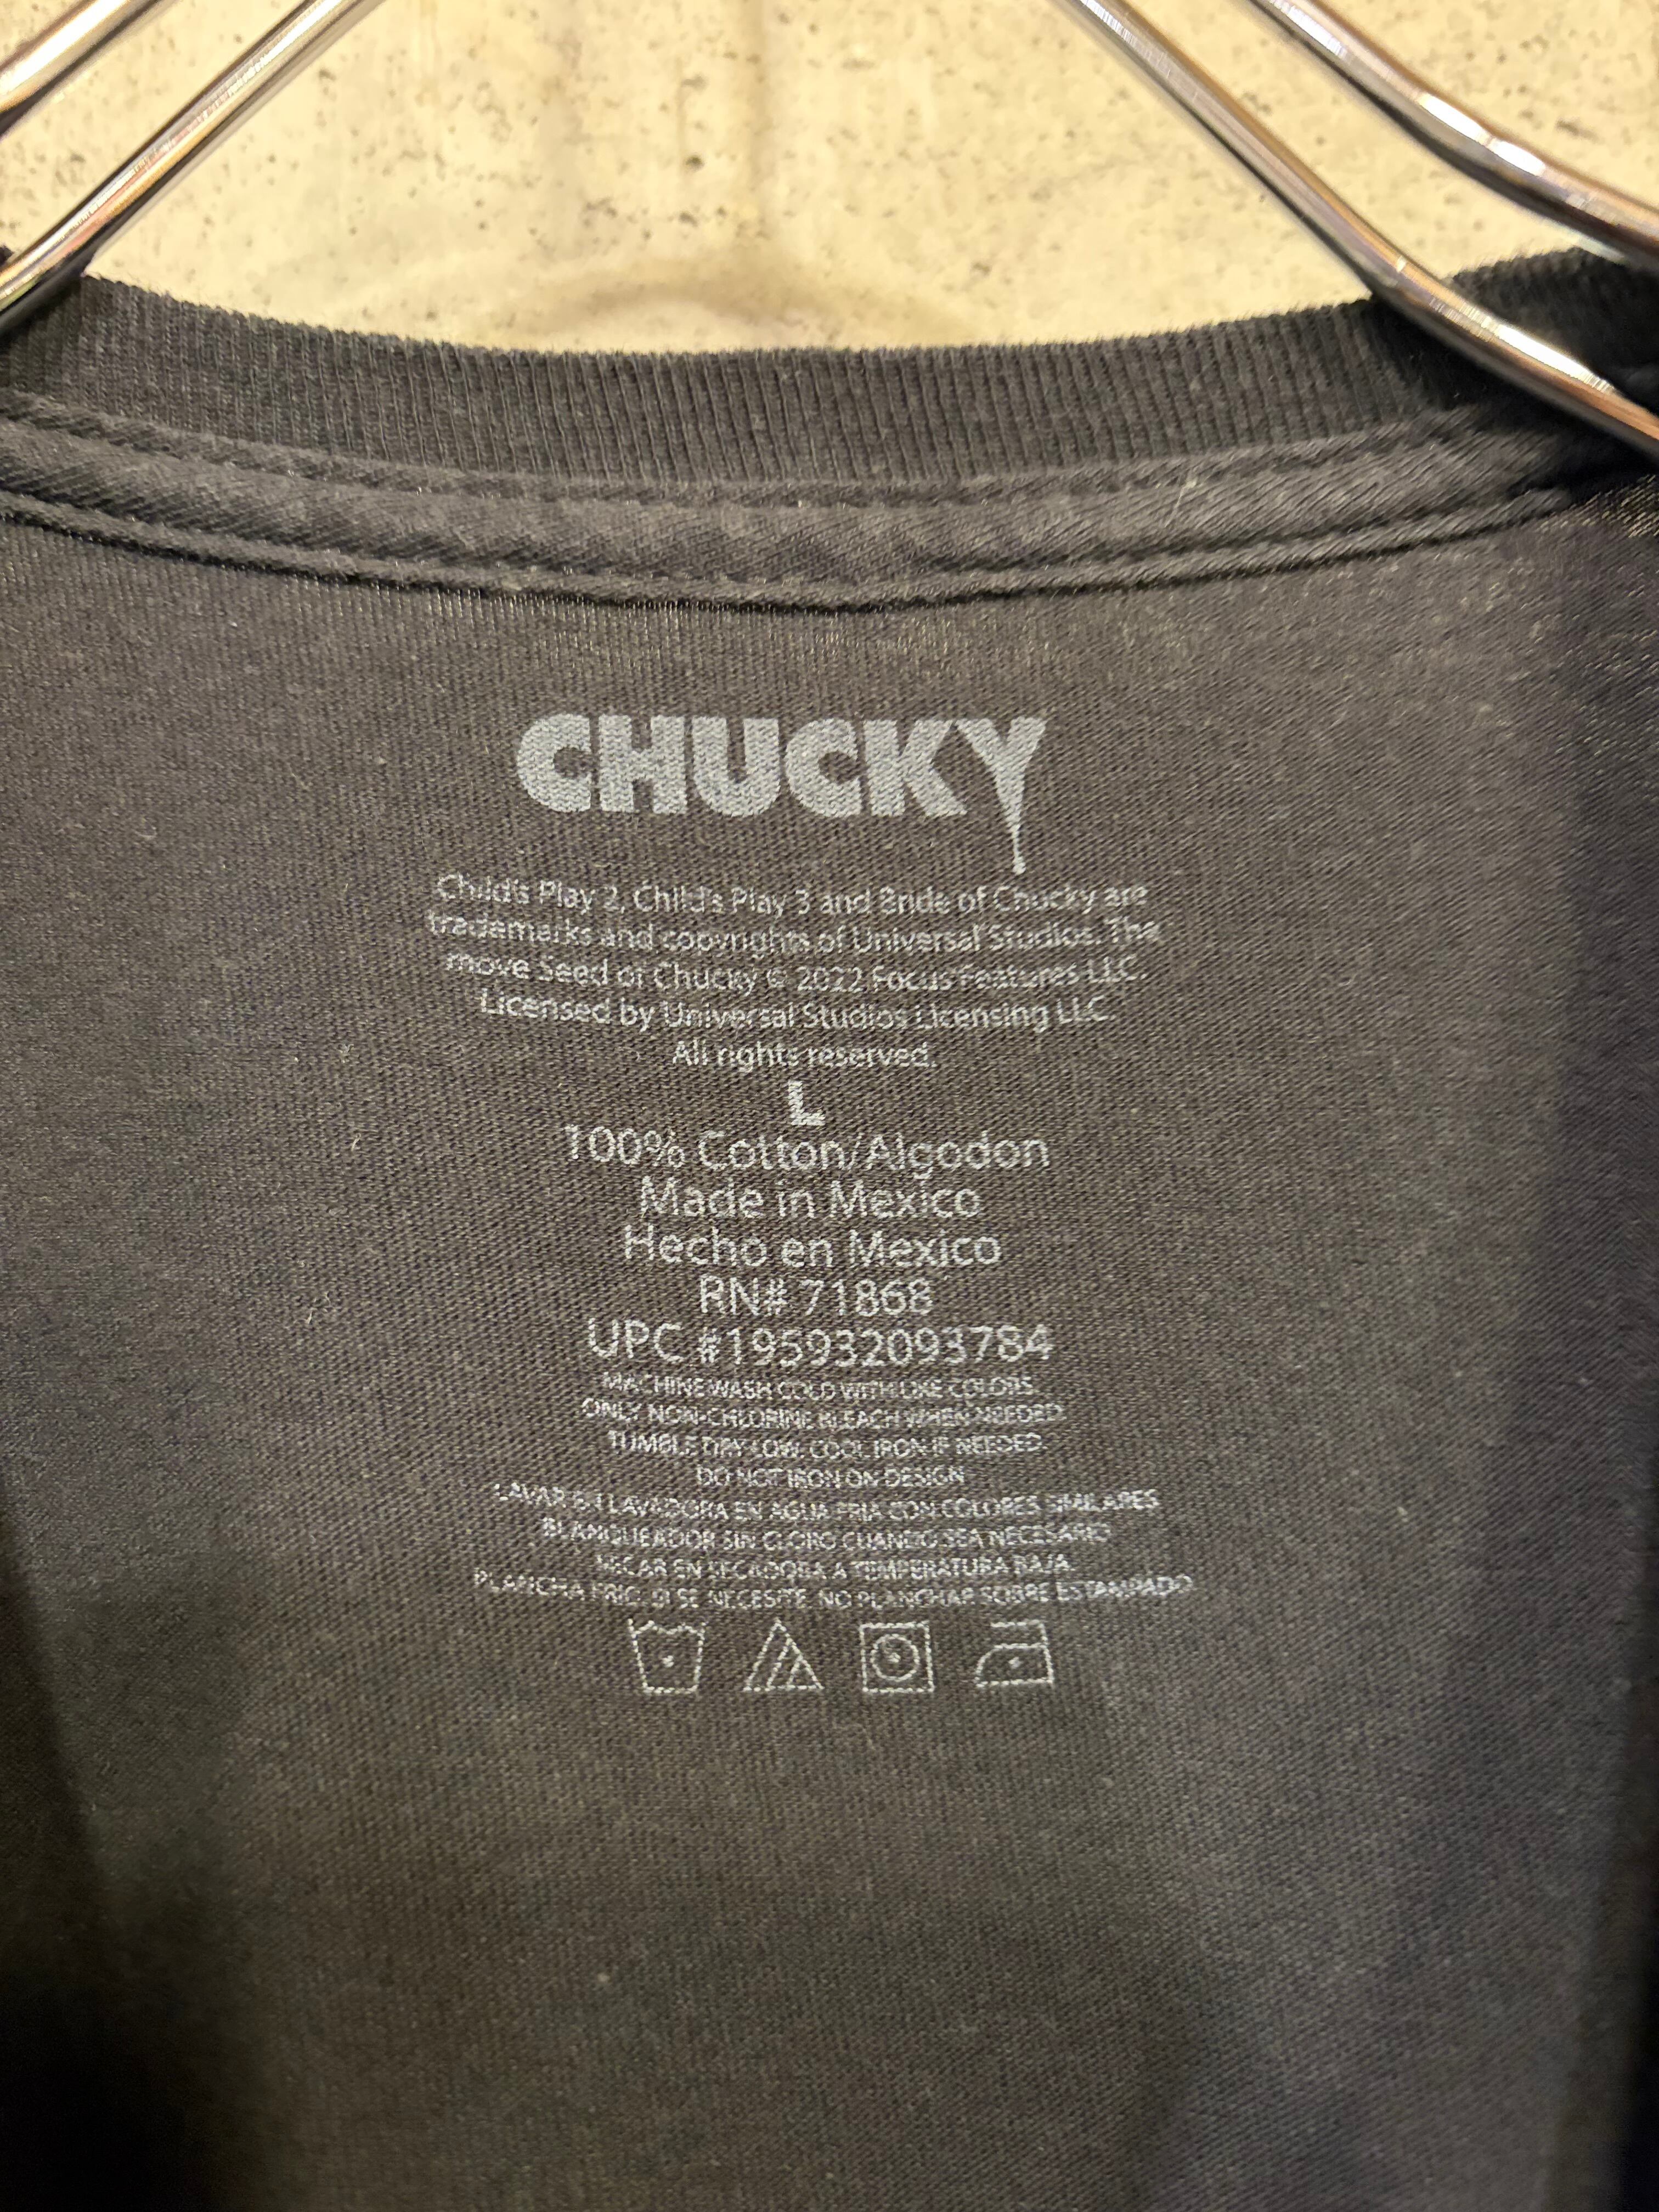 CHUCKY
Child's Play 2, Child's Play 3 and Bride of Chucky are
trademarks and copyrights of Universal Studios. The
move Seed of Chucky © 2022 Focus Features LLC.
Licensed by Universal Studios Licensing LLC.
All rights reserved.
L
100% Cotton/Algodon
Made in Mexico
Hecho en Mexico
RN# 71868
UPC #195932093784
MACHINE WASH COLD WITH LIKE COLORS.
ONLY NON-CHLORINE BLEACH WHEN NEEDED.
TUMBLE DRY LOW. COOL IRON IF NEEDED.
DO NOT IRON ON DESIGN
LAVAR EN LAVADORA EN AGUA FRIA CON COLORES SIMILARES
BLANQUEADOR SIN CLORO CUANDO SEA NECESARIO
SECAR EN SECADORA A TEMPERATURA BAJA
PLANCHA FRIC. SI SE NECESITE. NO PLANCHAR SOBRE ESTAMPADO